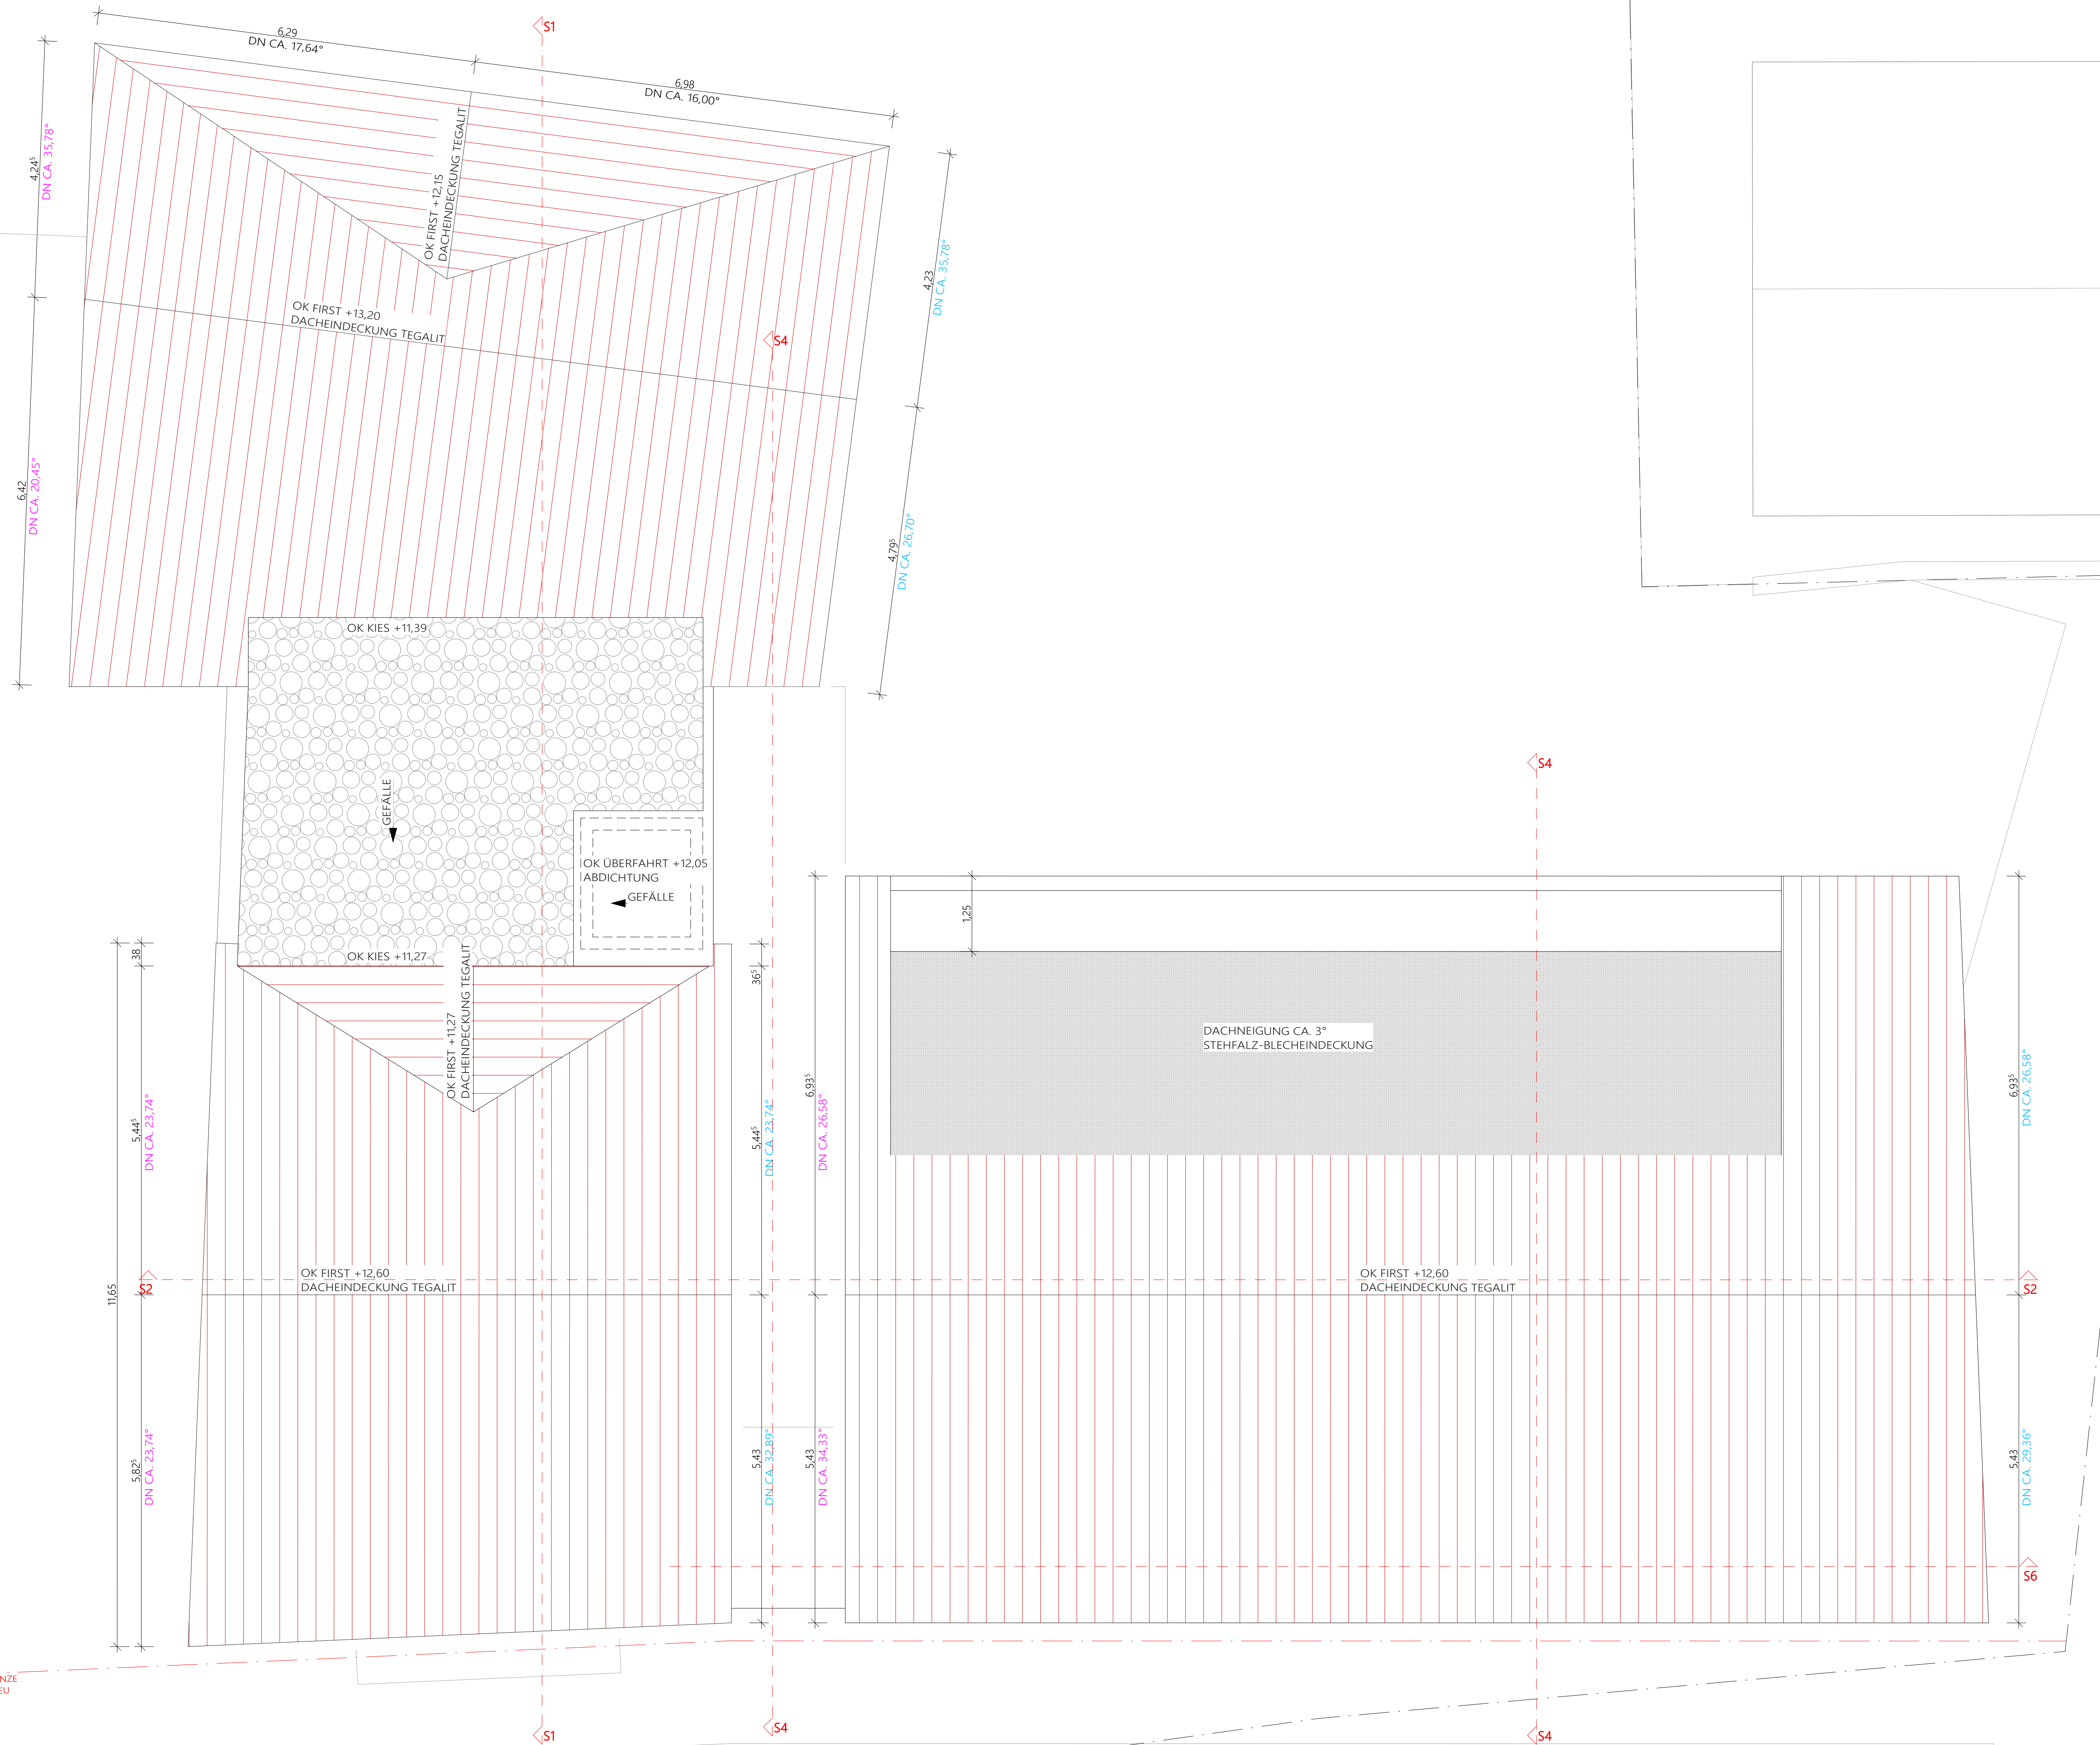 S1
6,29
DN CA. 17,64°
6,98
DN CA. 16,00°
4,24⁵
DN CA. 35,78°
OK FIRST +12,15
DACHEINDECKUNG TEGALIT
4,23
DN CA. 35,78°
OK FIRST +13,20
DACHEINDECKUNG TEGALIT
S4
6,42
DN CA. 20,45°
4,79⁵
DN CA. 26,70°
OK KIES +11,39
GEFÄLLE
S4
OK ÜBERFAHRT +12,05
ABDICHTUNG
GEFÄLLE
OK KIES +11,27
38
36⁵
1,25
OK FIRST +11,27
DACHEINDECKUNG TEGALIT
DACHNEIGUNG CA. 3°
STEHFALZ-BLECHEINDECKUNG
5,44⁵
DN CA. 23,74°
5,44⁵
DN CA. 23,74°
6,93⁵
DN CA. 26,58°
6,93⁵
DN CA. 26,58°
11,65
S2
OK FIRST +12,60
DACHEINDECKUNG TEGALIT
OK FIRST +12,60
DACHEINDECKUNG TEGALIT
S2
5,82⁵
DN CA. 23,74°
5,43
DN CA. 32,89°
5,43
DN CA. 34,33°
5,43
DN CA. 29,36°
S6
NZE
EU
S1
S4
S4